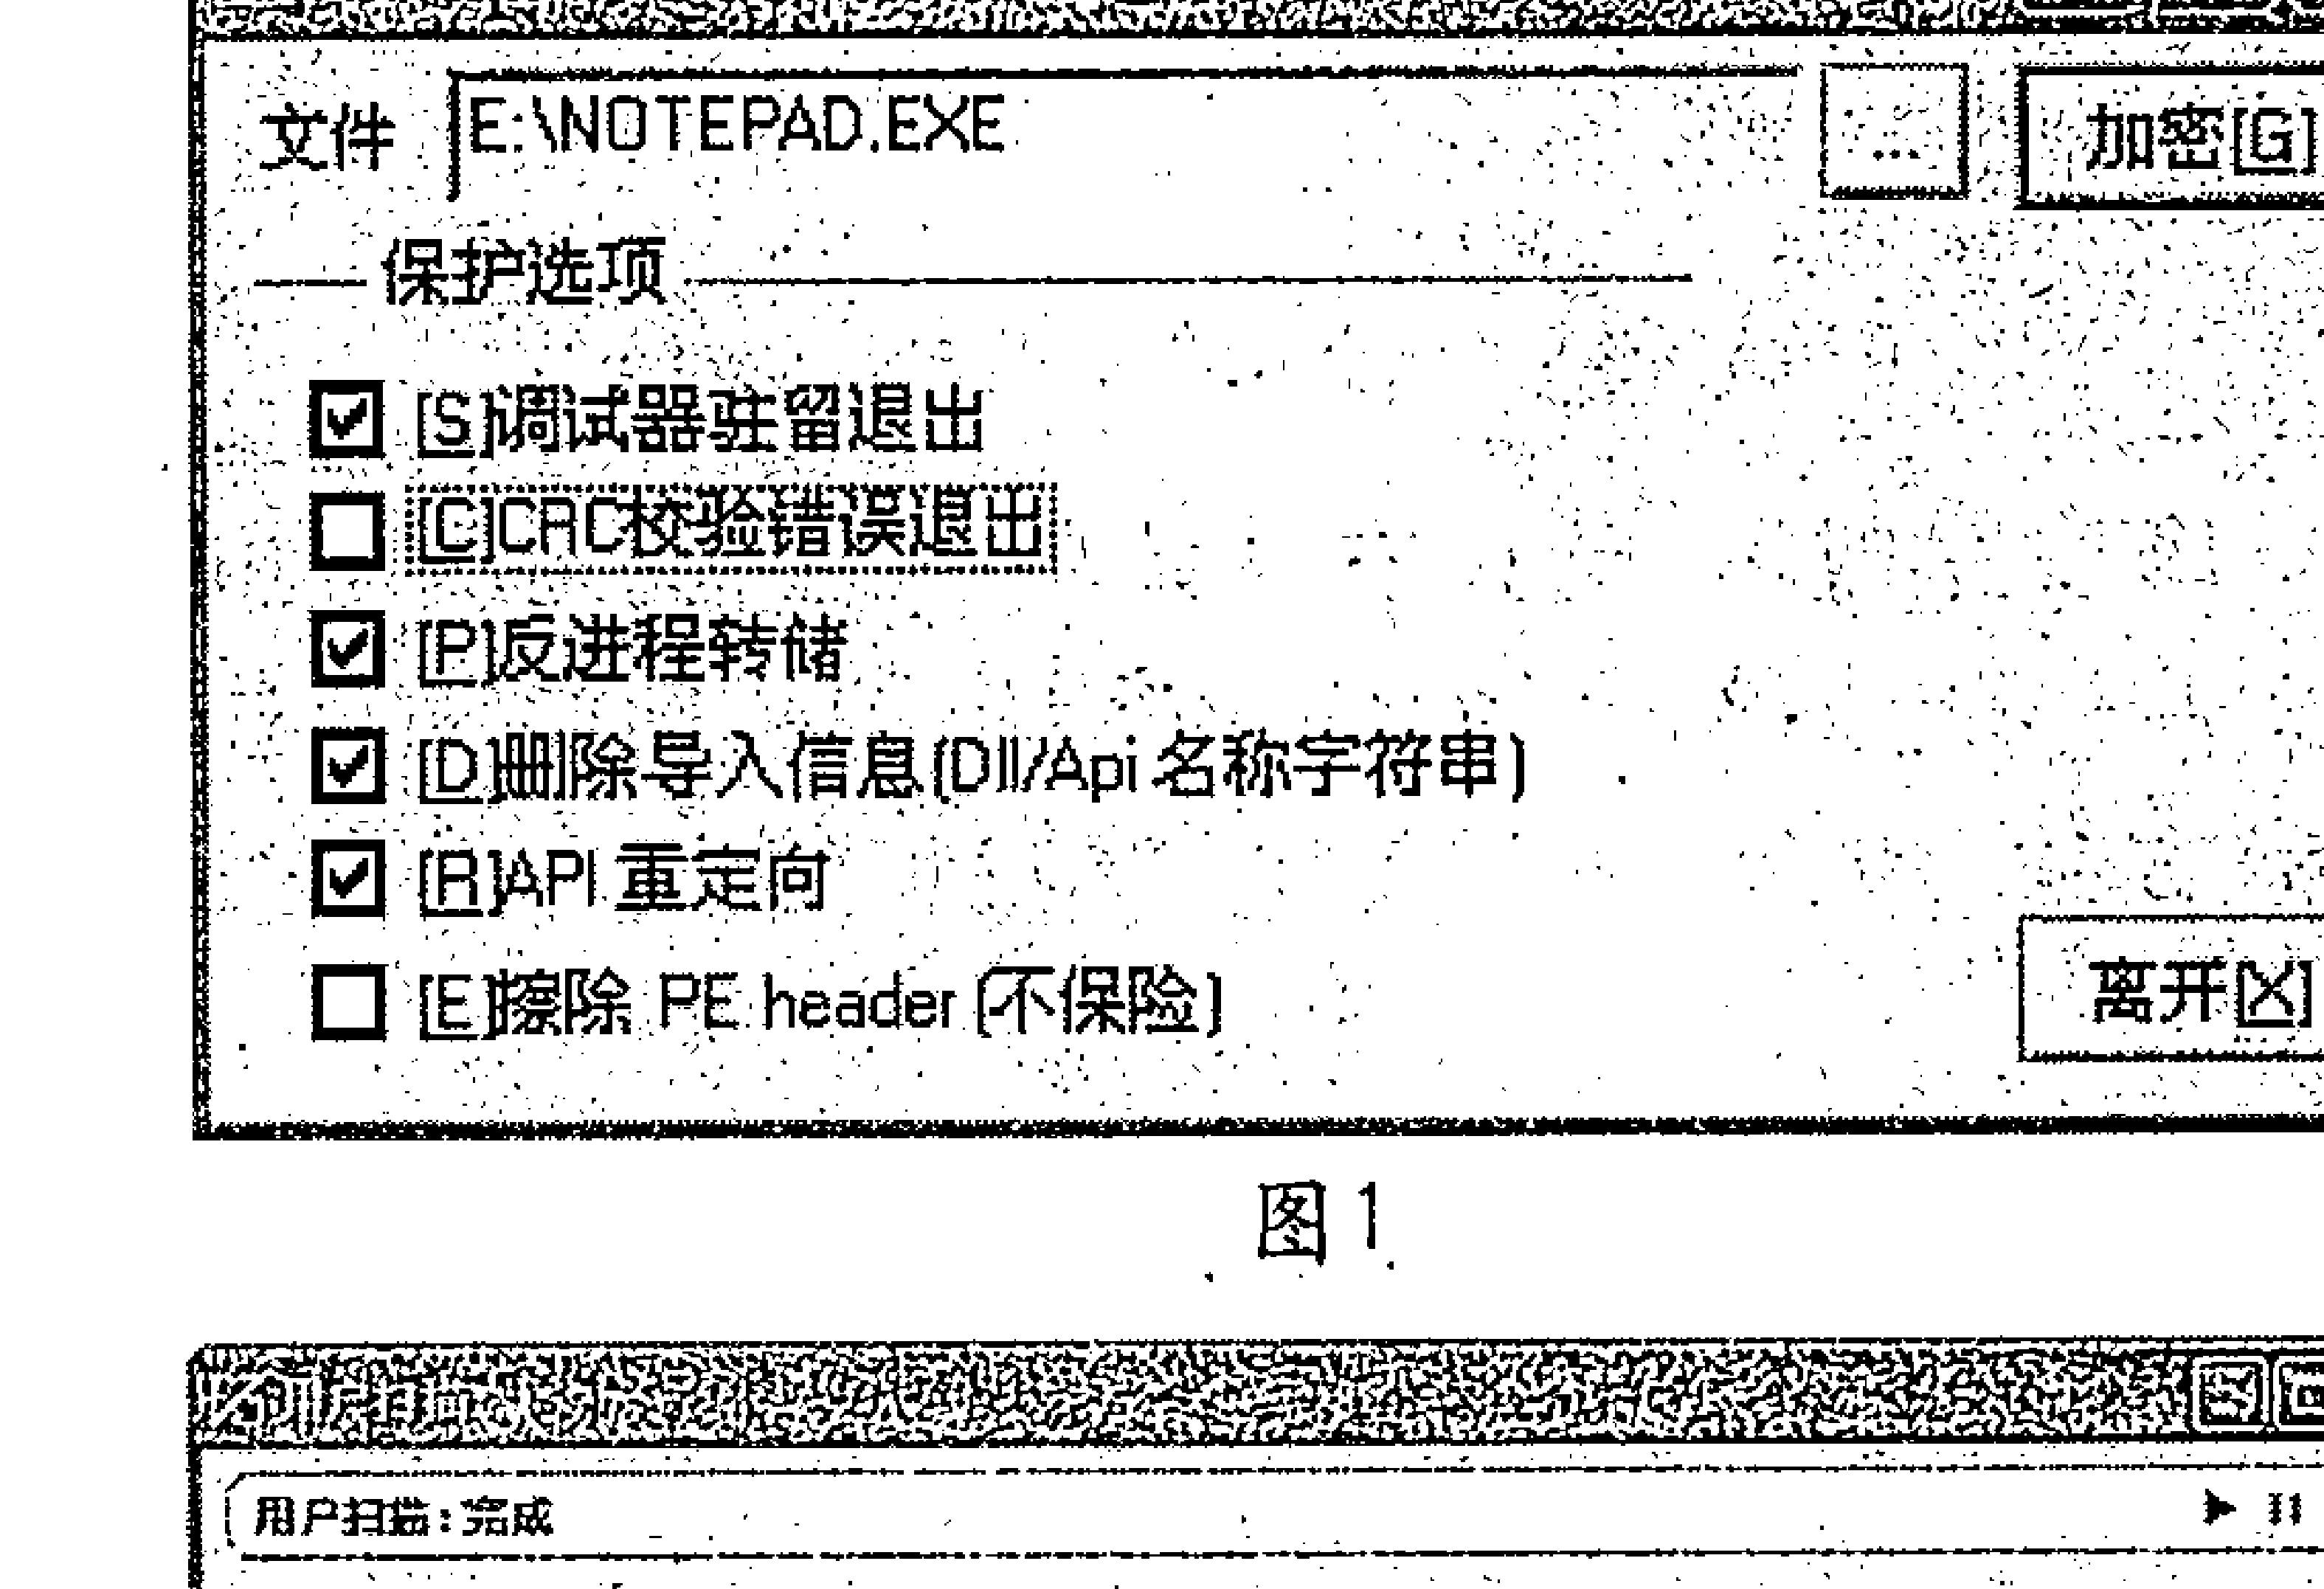 文件 E:\NOTEPAD.EXE ... 加密[G]
保护选项
[S]调试器驻留退出
[C]CRC校验错误退出
[P]反进程转储
[D]删除导入信息(Dll/Api 名称字符串)
[R]API 重定向
[E]擦除 PE header (不保险) 离开[X]
图1
用户扫描:完成